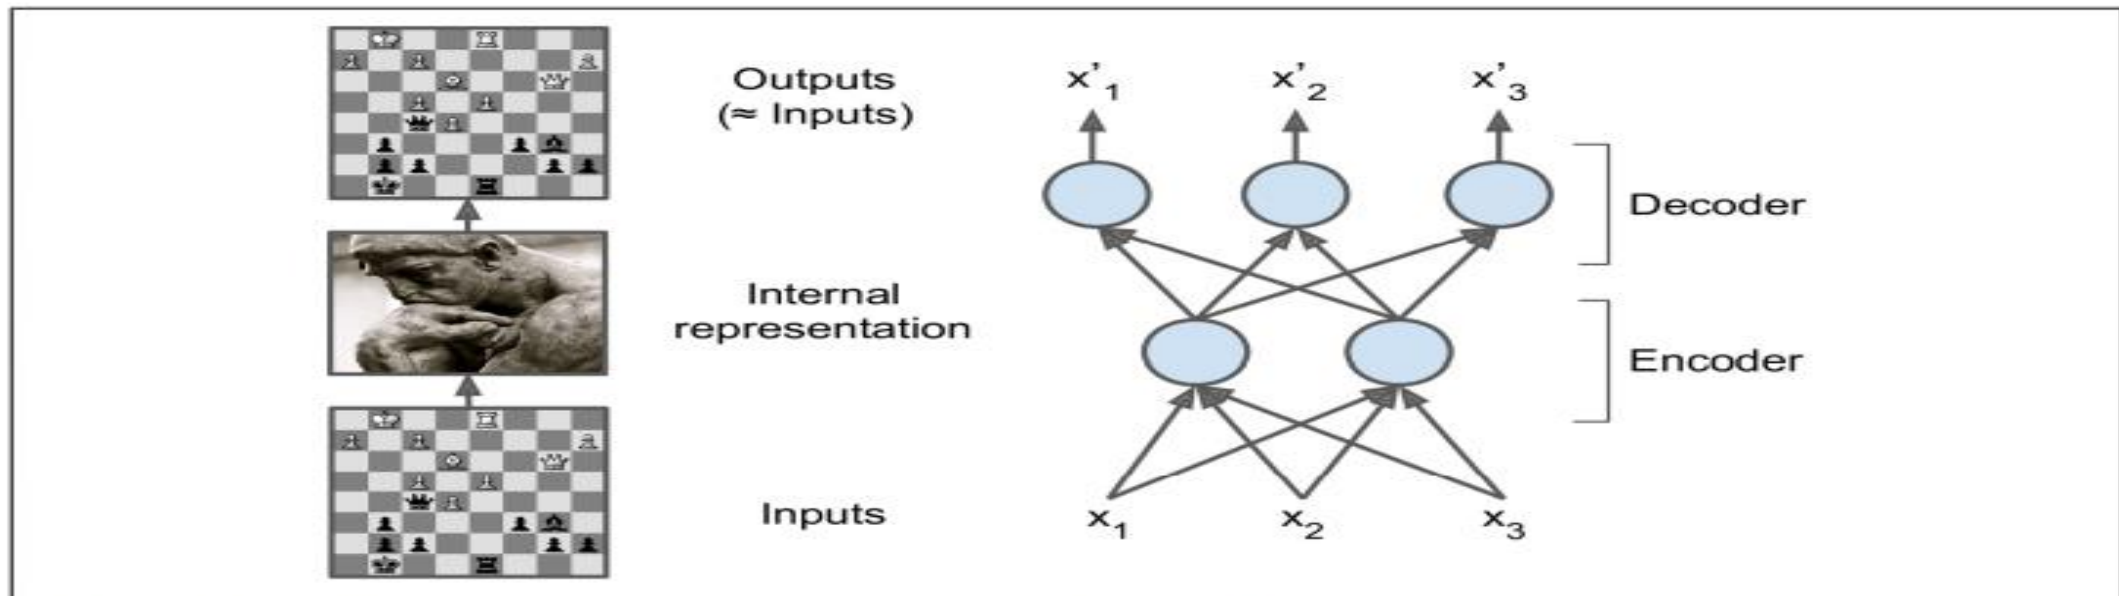 Outputs
(≈ Inputs)
x'1 x'2 x'3
Decoder
Internal
representation
Encoder
Inputs
x1 x2 x3